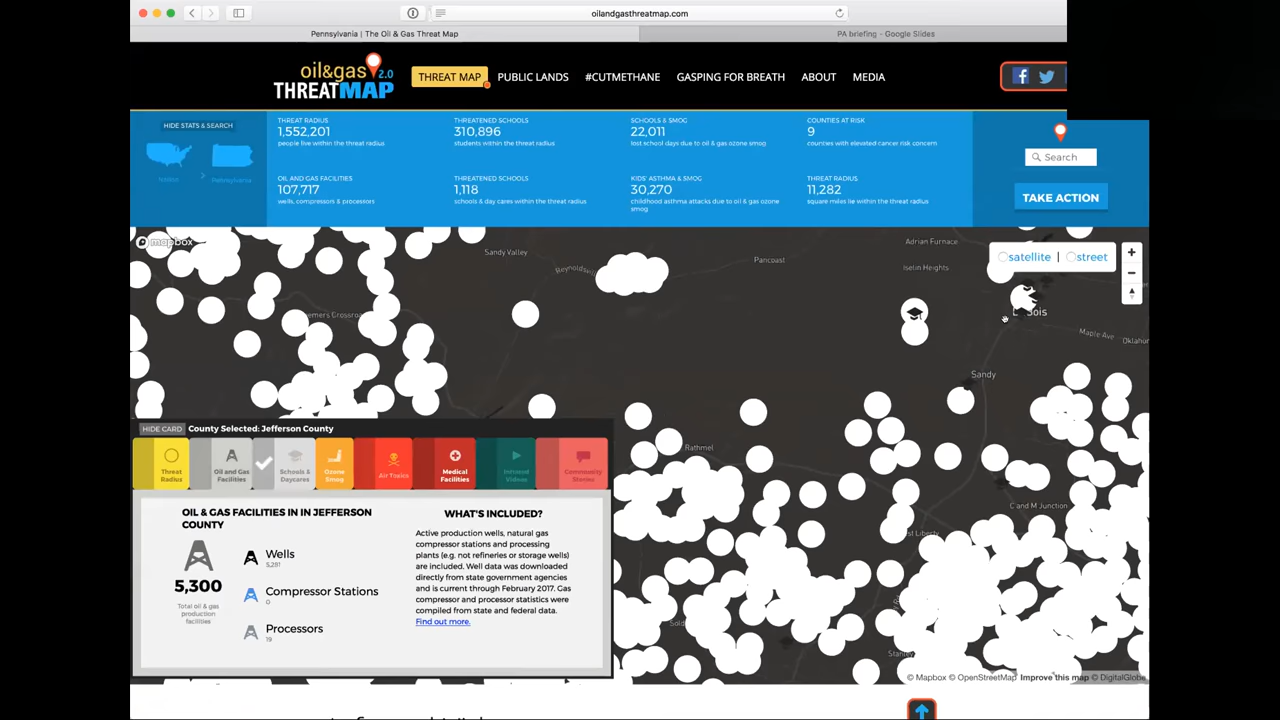 oilandgasthreatmap.com
Pennsylvania | The Oil & Gas Threat Map
PA briefing - Google Slides
oil&gas 2.0
THREATMAP
THREAT MAP
PUBLIC LANDS
#CUTMETHANE
GASPING FOR BREATH
ABOUT
MEDIA
HIDE STATS & SEARCH
Nation
Pennsylvania
THREAT RADIUS
1,552,201
people live within the threat radius
THREATENED SCHOOLS
310,896
students within the threat radius
SCHOOLS & SMOG
22,011
lost school days due to oil & gas ozone smog
COUNTIES AT RISK
9
counties with elevated cancer risk concern
OIL AND GAS FACILITIES
107,717
wells, compressors & processors
THREATENED SCHOOLS
1,118
schools & day cares within the threat radius
KIDS' ASTHMA & SMOG
30,270
childhood asthma attacks due to oil & gas ozone
smog
THREAT RADIUS
11,282
square miles lie within the threat radius
Search
TAKE ACTION
mapbox
Sandy Valley
Pancoast
Adrian Furnace
Iselin Heights
satellite | street
Maple Ave
Sandy
Rathmel
C and M Junction
HIDE CARD
County Selected: Jefferson County
Threat
Radius
Oil and Gas
Facilities
Schools &
Daycares
Ozone
Smog
Air Toxics
Medical
Facilities
Infrared
Videos
Community
Stories
OIL & GAS FACILITIES IN IN JEFFERSON
COUNTY
5,300
Total oil & gas
production
facilities
Wells
5,281
Compressor Stations
0
Processors
19
WHAT'S INCLUDED?
Active production wells, natural gas
compressor stations and processing
plants (e.g. not refineries or storage wells)
are included. Well data was downloaded
directly from state government agencies
and is current through February 2017. Gas
compressor and processor statistics were
compiled from state and federal data.
Find out more.
© Mapbox © OpenStreetMap Improve this map © DigitalGlobe